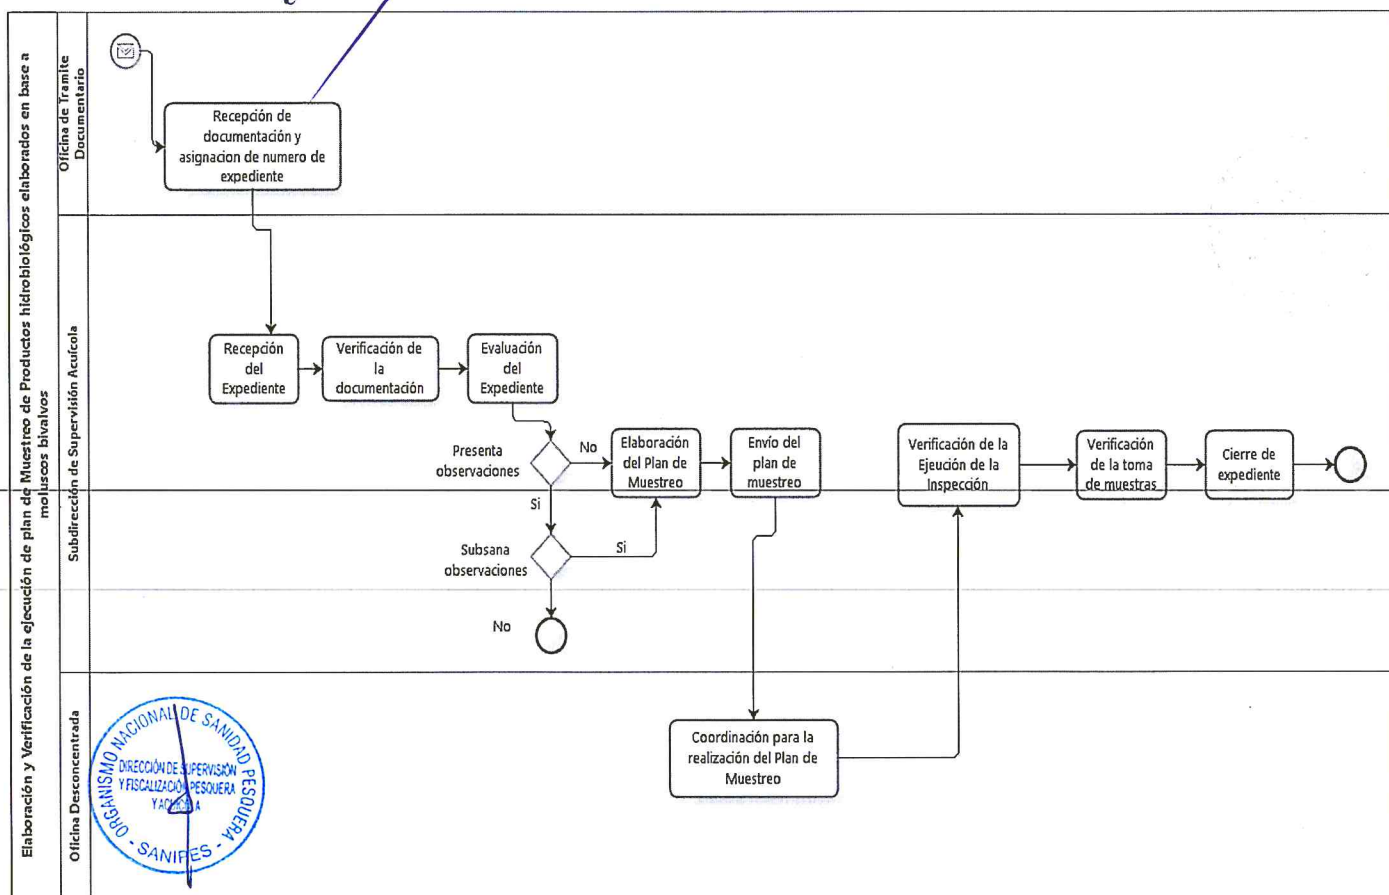 Elaboración y Verificación de la ejecución de plan de Muestreo de Productos hidrobiológicos elaborados en base a
moluscos bivalvos
Oficina de Tramite
Documentario
Recepción de
documentación y
asignacion de numero de
expediente
Subdirección de Supervisión Acuícola
Recepción
del
Expediente
Verificación de
la
documentación
Evaluación
del
Expediente
Presenta
observaciones
No
Si
Elaboración
del Plan de
Muestreo
Envío del
plan de
muestreo
Verificación de la
Ejecución de la
Inspección
Verificación
de la toma
de muestras
Cierre de
expediente
Subsana
observaciones
Si
No
Oficina Desconcentrada
Coordinación para la
realización del Plan de
Muestreo
ORGANISMO NACIONAL DE SANIDAD PESQUERA
DIRECCIÓN DE SUPERVISIÓN
Y FISCALIZACIÓN PESQUERA
Y ACUÍCOLA
- SANIPES -